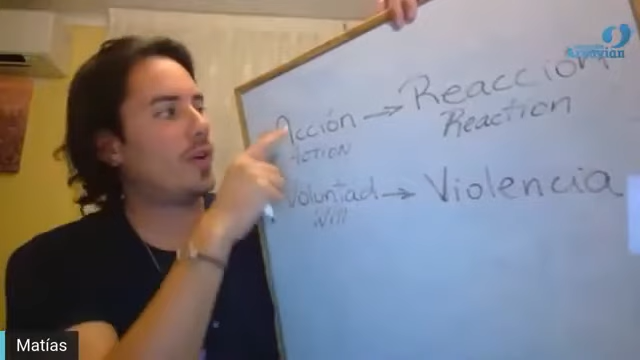 Acción → Reacción
Action Reaction
Voluntad → Violencia
Will
Matías